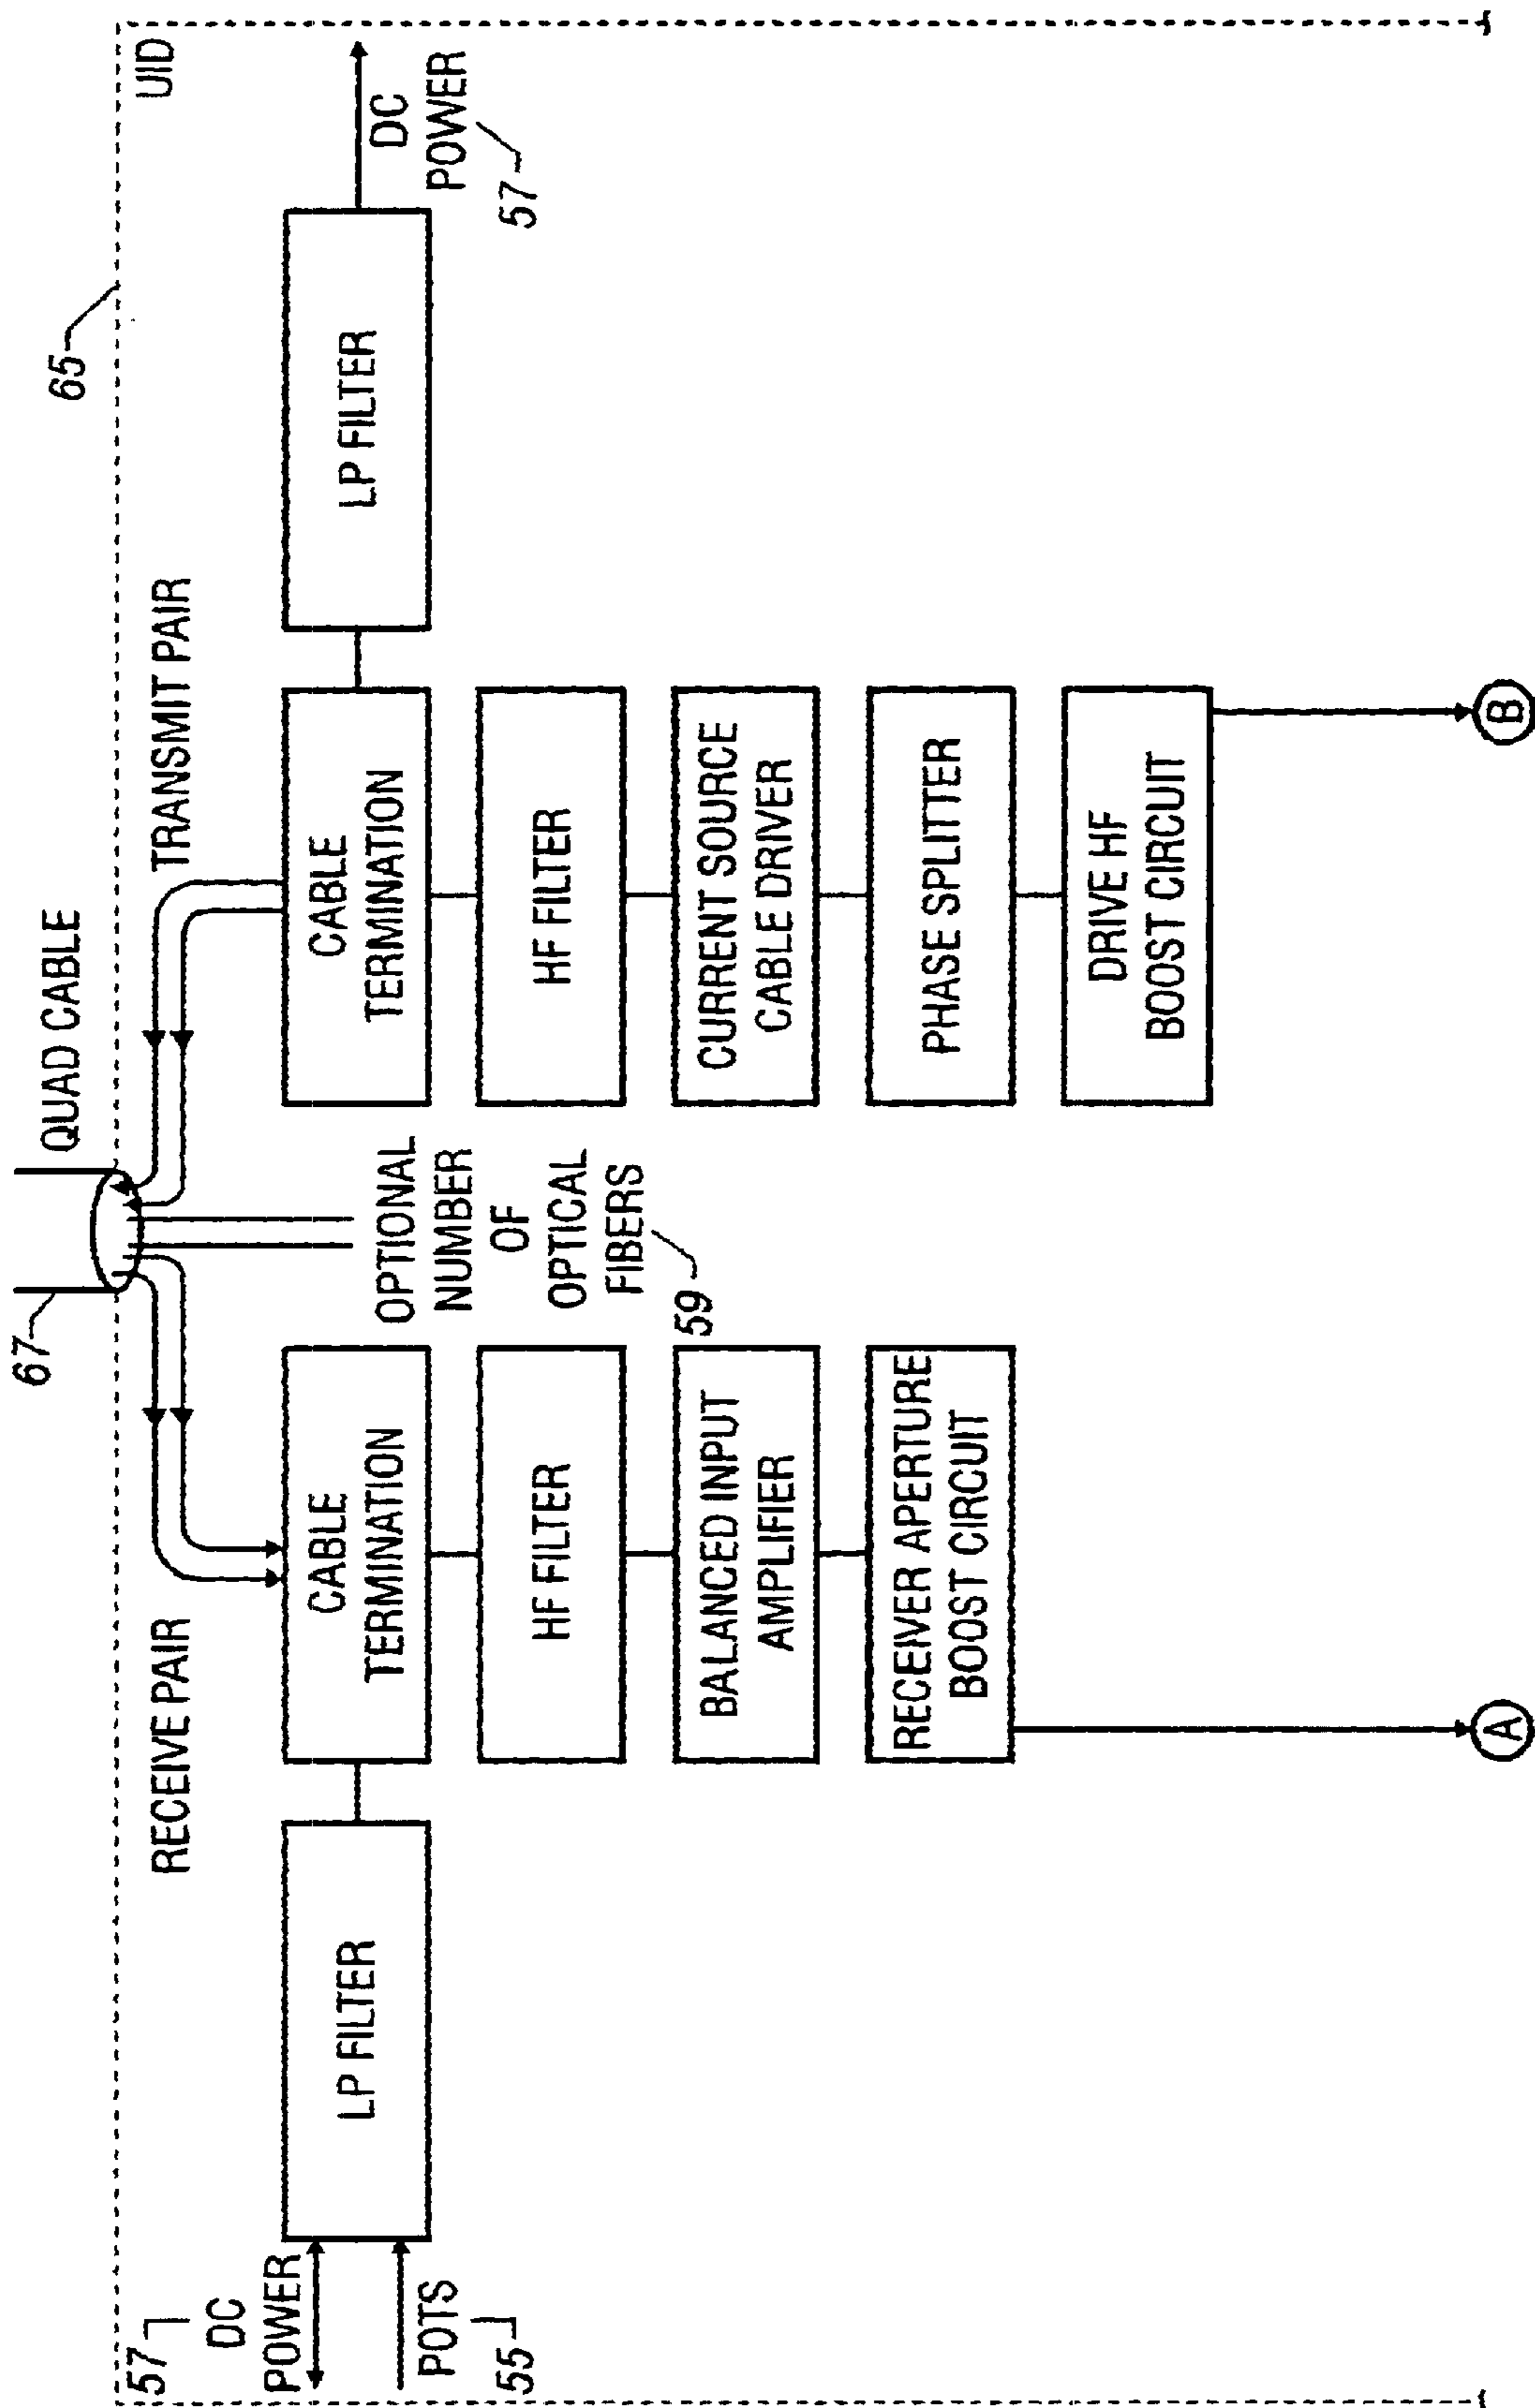 67
QUAD CABLE
65
UID
RECEIVE PAIR
TRANSMIT PAIR
57
DC
POWER
POTS
55
LP FILTER
CABLE
TERMINATION
HF FILTER
BALANCED INPUT
AMPLIFIER
RECEIVER APERTURE
BOOST CIRCUIT
A
OPTIONAL
NUMBER
OF
OPTICAL
FIBERS
59
CABLE
TERMINATION
HF FILTER
CURRENT SOURCE
CABLE DRIVER
PHASE SPLITTER
DRIVE HF
BOOST CIRCUIT
B
LP FILTER
DC
POWER
57